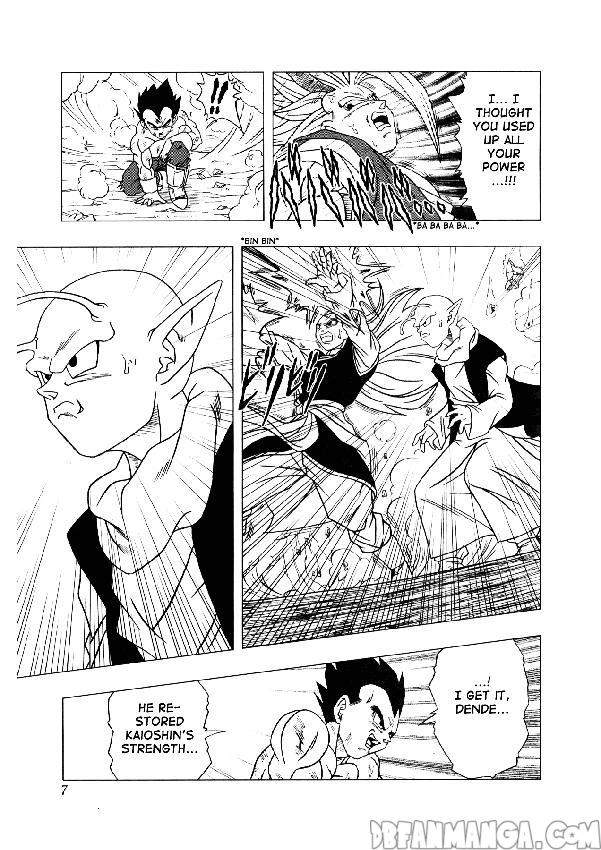 I... I
THOUGHT
YOU USED
UP ALL
YOUR
POWER
...!!!
!!
*BA BA BA BA...*
*BIN BIN*
...!
I GET IT,
DENDE...
HE RE-
STORED
KAIOSHIN'S
STRENGTH...
7
DBFANMANGA.COM